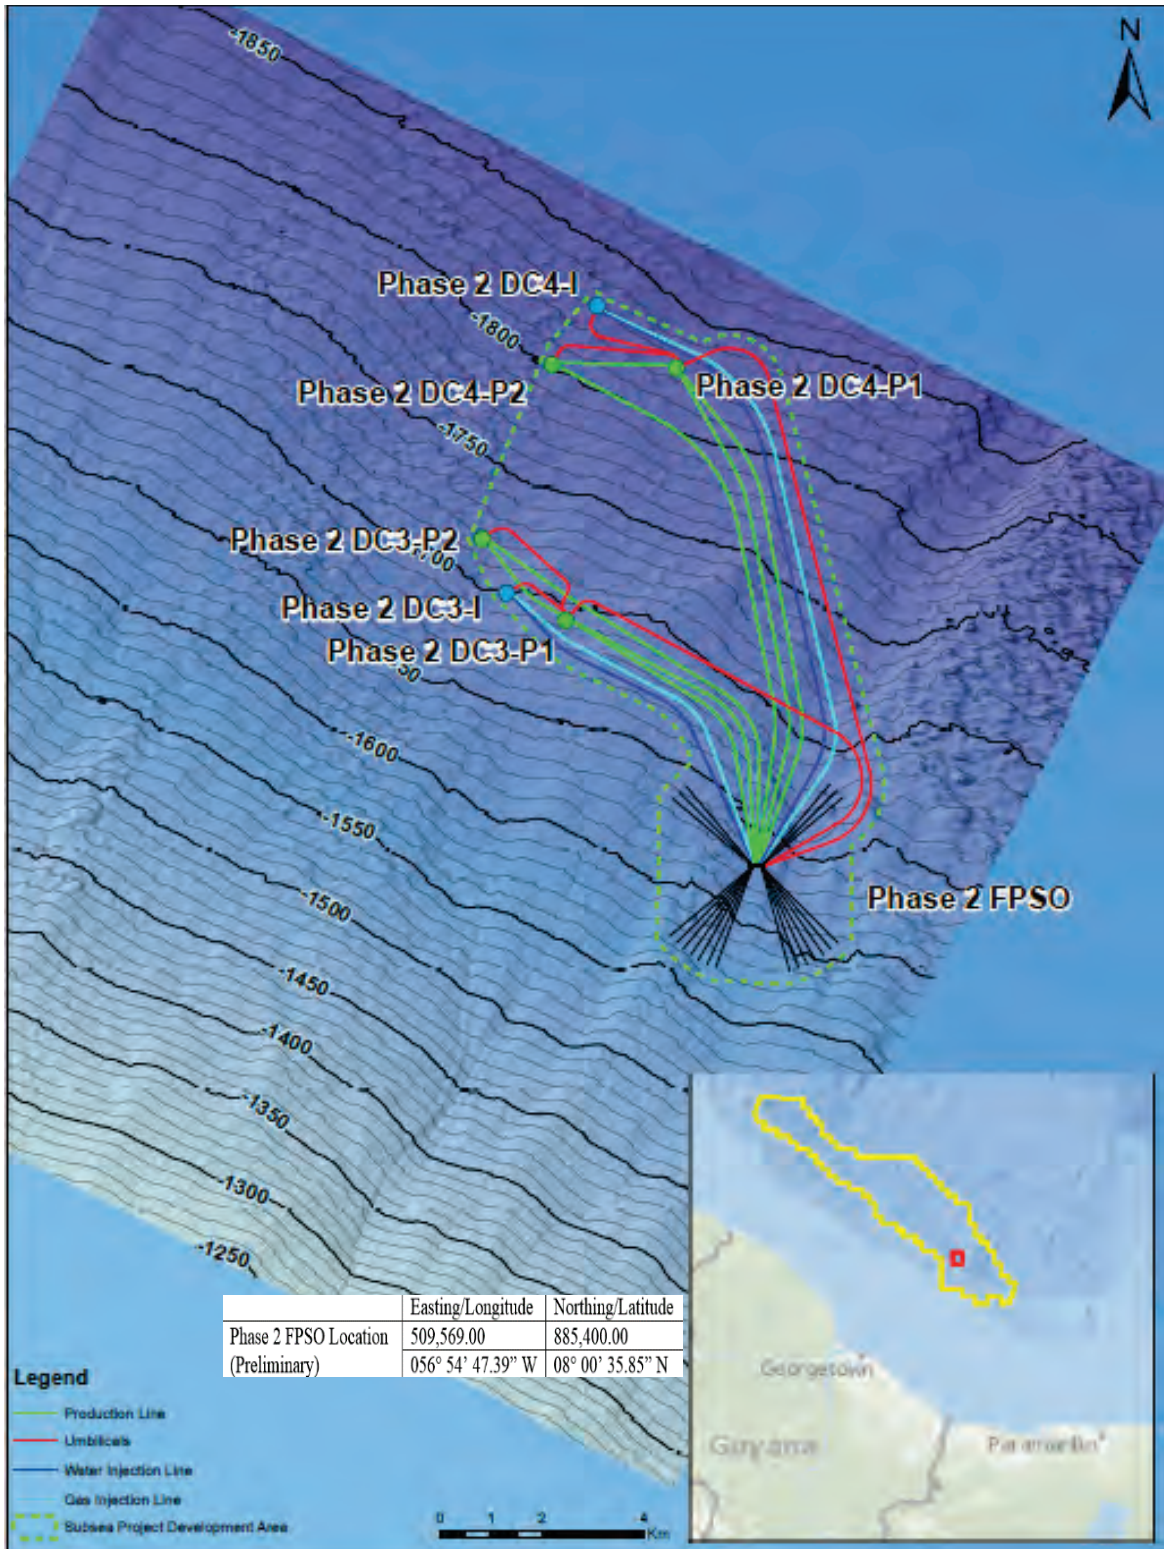 -1850
N
Phase 2 DC4-I
-1800
Phase 2 DC4-P2
Phase 2 DC4-P1
-1750
Phase 2 DC3-P2
Phase 2 DC3-I
Phase 2 DC3-P1
-1600
-1550
Phase 2 FPSO
-1500
-1450
-1400
-1350
-1300
-1250
Easting/Longitude Northing/Latitude
Phase 2 FPSO Location 509,569.00 885,400.00
(Preliminary) 056° 54’ 47.39” W 08° 00’ 35.85” N
Legend
Production Line
Umbilicals
Water Injection Line
Gas Injection Line
Subsea Project Development Area
0 1 2 4
Km
Georgetown
Guyana
Paramaribo